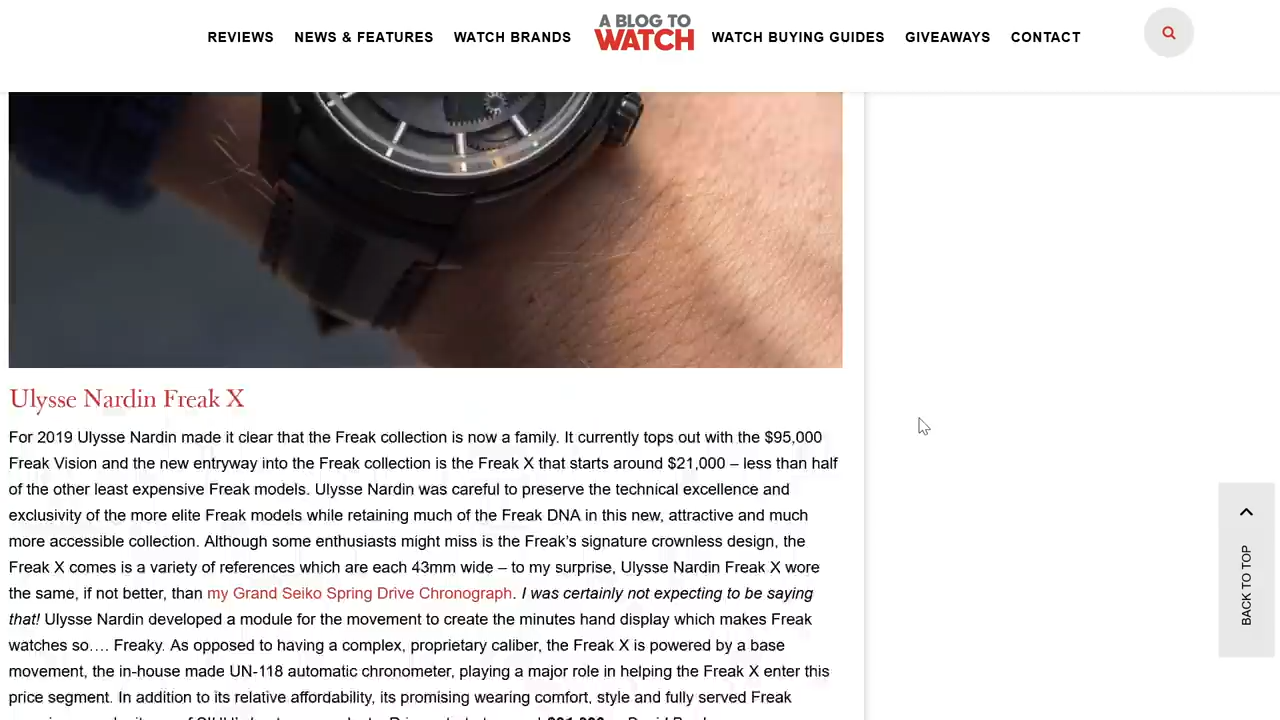 REVIEWS NEWS & FEATURES WATCH BRANDS A BLOG TO WATCH WATCH BUYING GUIDES GIVEAWAYS CONTACT
Ulysse Nardin Freak X
For 2019 Ulysse Nardin made it clear that the Freak collection is now a family. It currently tops out with the $95,000
Freak Vision and the new entryway into the Freak collection is the Freak X that starts around $21,000 – less than half
of the other least expensive Freak models. Ulysse Nardin was careful to preserve the technical excellence and
exclusivity of the more elite Freak models while retaining much of the Freak DNA in this new, attractive and much
more accessible collection. Although some enthusiasts might miss is the Freak’s signature crownless design, the
Freak X comes is a variety of references which are each 43mm wide – to my surprise, Ulysse Nardin Freak X wore
the same, if not better, than my Grand Seiko Spring Drive Chronograph. I was certainly not expecting to be saying
that! Ulysse Nardin developed a module for the movement to create the minutes hand display which makes Freak
watches so…. Freaky. As opposed to having a complex, proprietary caliber, the Freak X is powered by a base
movement, the in-house made UN-118 automatic chronometer, playing a major role in helping the Freak X enter this
price segment. In addition to its relative affordability, its promising wearing comfort, style and fully served Freak
BACK TO TOP